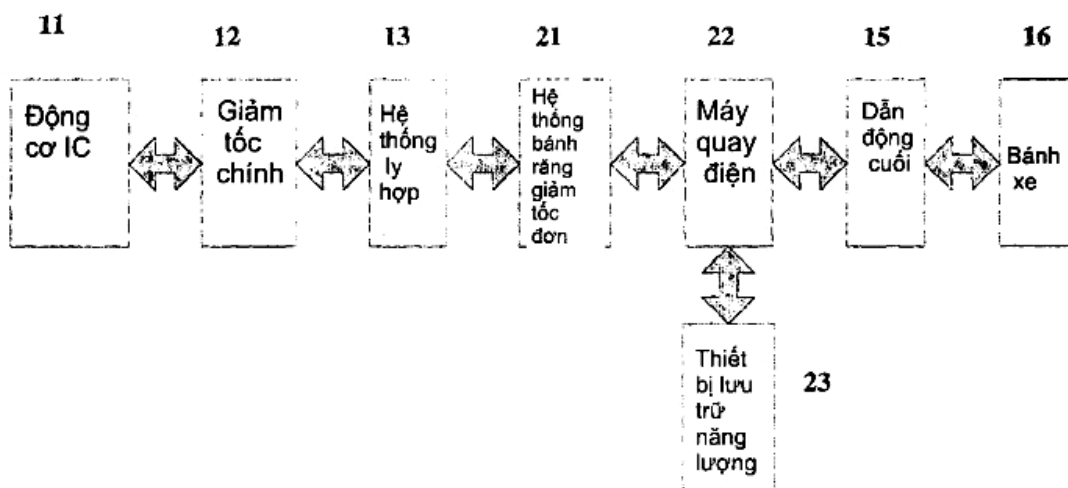 11
12
13
21
22
15
16
Động
cơ IC
Giảm
tốc
chính
Hệ
thống
ly
hợp
Hệ
thống
bánh
răng
giảm
tốc
đơn
Máy
quay
điện
Dẫn
động
cuối
Bánh
xe
Thiết
bị lưu
trữ
năng
lượng
23